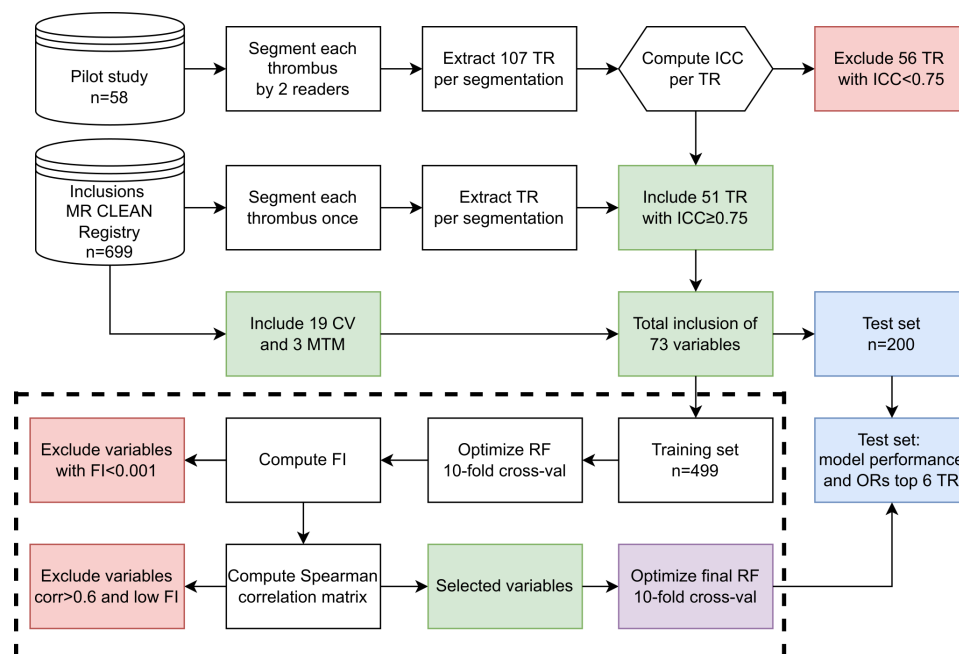 Pilot study
n=58
Segment each
thrombus
by 2 readers
Extract 107 TR
per segmentation
Compute ICC
per TR
Exclude 56 TR
with ICC<0.75
Inclusions
MR CLEAN
Registry
n=699
Segment each
thrombus once
Extract TR
per segmentation
Include 51 TR
with ICC≥0.75
Include 19 CV
and 3 MTM
Total inclusion of
73 variables
Test set
n=200
Exclude variables
with FI<0.001
Compute FI
Optimize RF
10-fold cross-val
Training set
n=499
Test set:
model performance
and ORs top 6 TR
Exclude variables
corr>0.6 and low FI
Compute Spearman
correlation matrix
Selected variables
Optimize final RF
10-fold cross-val